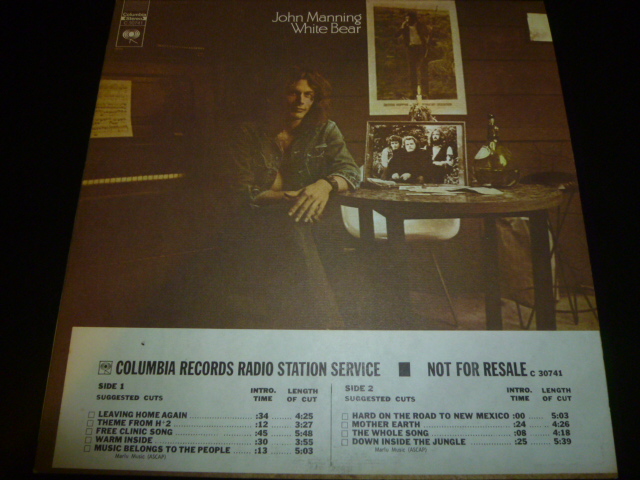 Columbia
John Manning
White Bear
COLUMBIA RECORDS RADIO STATION SERVICE ■ NOT FOR RESALE C 30741
SIDE 1 INTRO. LENGTH
SUGGESTED CUTS TIME OF CUT
□ LEAVING HOME AGAIN :34 4:25
□ THEME FROM H²2 :12 3:27
□ FREE CLINIC SONG :45 5:48
□ WARM INSIDE :30 3:55
□ MUSIC BELONGS TO THE PEOPLE :13 5:03
Marlu Music (ASCAP)
SIDE 2 INTRO. LENGTH
SUGGESTED CUTS TIME OF CUT
□ HARD ON THE ROAD TO NEW MEXICO :00 5:03
□ MOTHER EARTH :24 4:26
□ THE WHOLE SONG :08 4:18
□ DOWN INSIDE THE JUNGLE :25 5:39
Marlu Music (ASCAP)